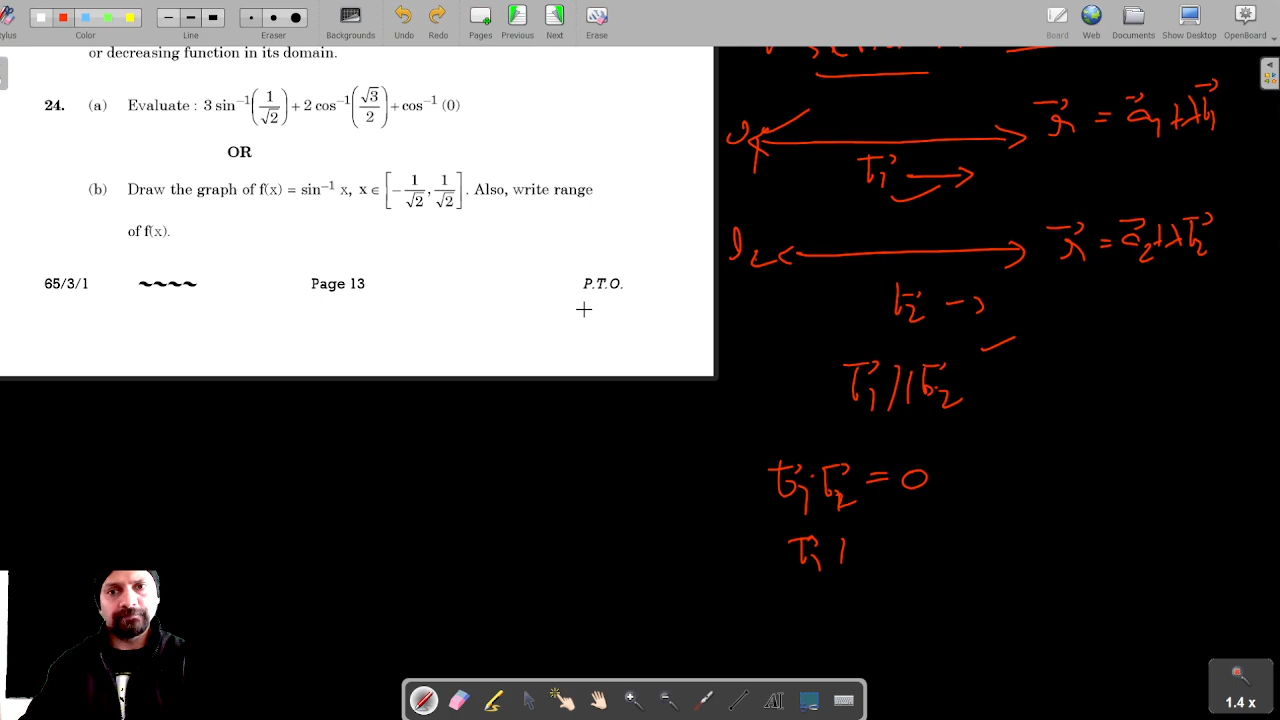 Stylus
Color
Line
Eraser
Backgrounds
Undo
Redo
Pages
Previous
Next
Erase
Board
Web
Documents
Show Desktop
OpenBoard
or decreasing function in its domain.
24. (a) Evaluate : 3 sin⁻¹(1/√2) + 2 cos⁻¹(√3/2) + cos⁻¹ (0)
OR
(b) Draw the graph of f(x) = sin⁻¹ x, x ∈ [−1/√2, 1/√2]. Also, write range
of f(x).
65/3/1 ~~~~ Page 13 P.T.O.
r⃗ = a⃗₁ + λb⃗₁
b⃗₁ →
l₂ r⃗ = a⃗₂ + λb⃗₂
b⃗₂ →
b⃗₁ || b⃗₂
b⃗₁ · b⃗₂ = 0
b⃗₁
1.4 x